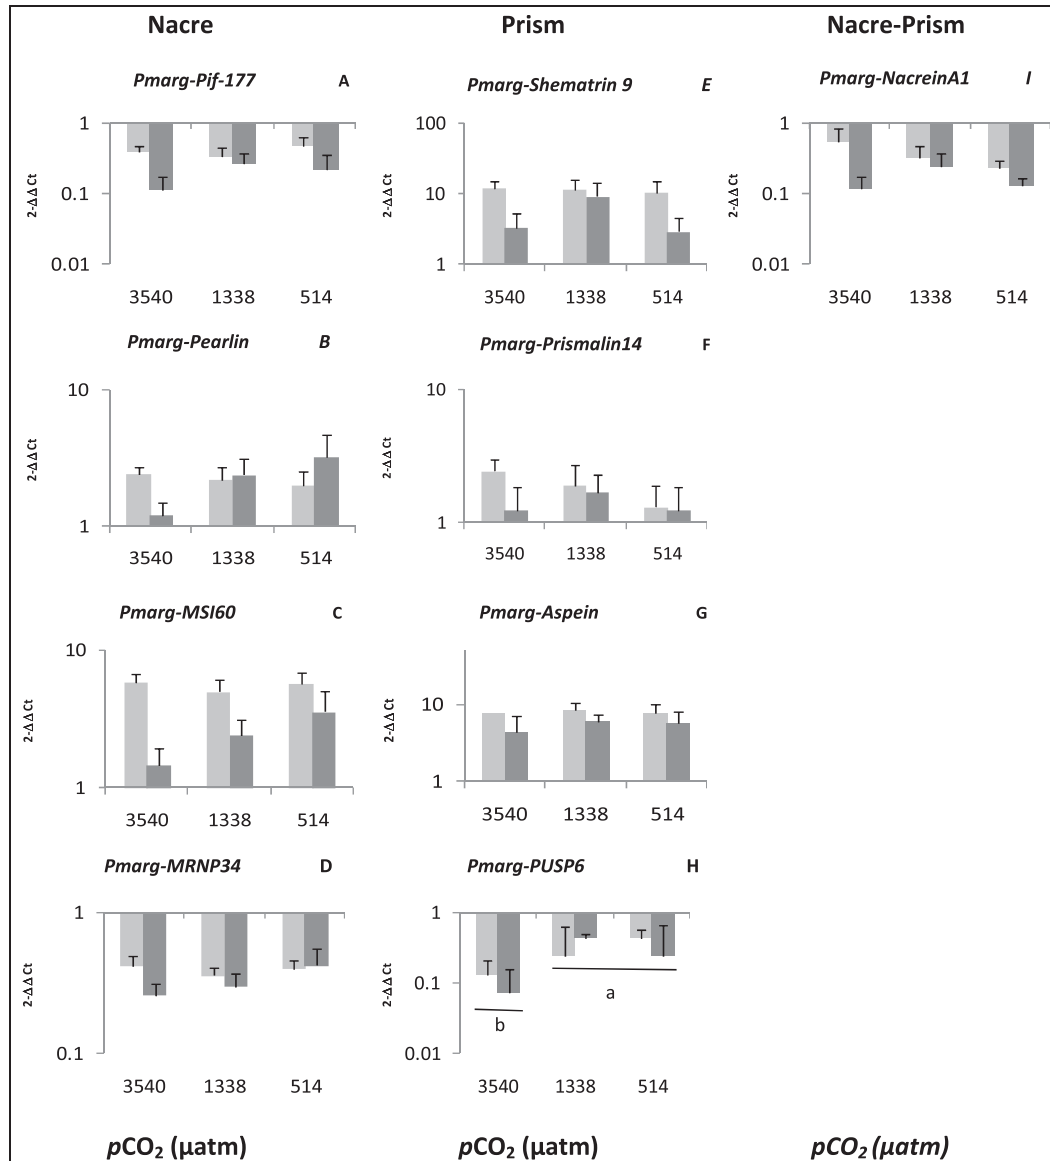 Nacre
Prism
Nacre-Prism
Pmarg-Pif-177 A
Pmarg-Shematrin 9 E
Pmarg-NacreinA1 I
1
0.1
0.01
2-ΔΔCt
3540 1338 514
100
10
1
2-ΔΔCt
3540 1338 514
1
0.1
0.01
2-ΔΔCt
3540 1338 514
Pmarg-Pearlin B
Pmarg-Prismalin14 F
10
1
2-ΔΔCt
3540 1338 514
10
1
2-ΔΔCt
3540 1338 514
Pmarg-MSI60 C
Pmarg-Aspein G
10
1
2-ΔΔCt
3540 1338 514
10
1
2-ΔΔCt
3540 1338 514
Pmarg-MRNP34 D
Pmarg-PUSP6 H
1
0.1
2-ΔΔCt
3540 1338 514
1
0.1
0.01
2-ΔΔCt
a
b
3540 1338 514
pCO₂ (μatm)
pCO₂ (μatm)
pCO₂ (μatm)